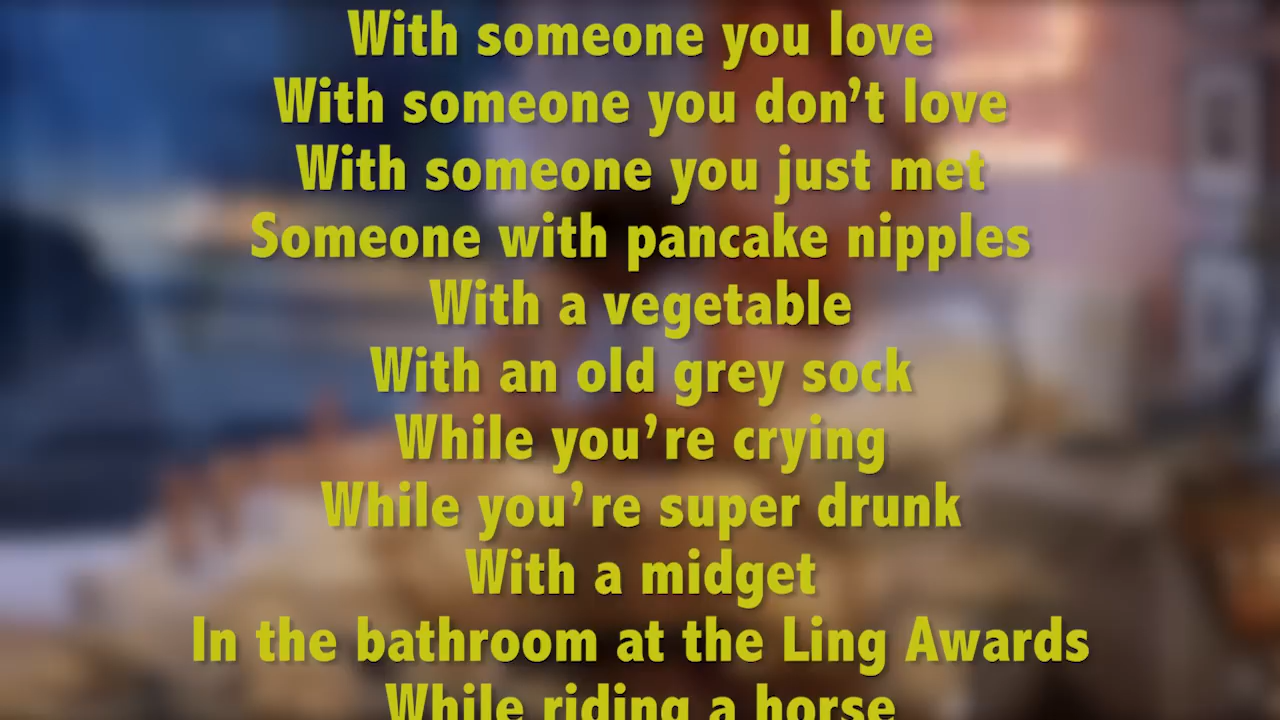 With someone you love
With someone you don’t love
With someone you just met
Someone with pancake nipples
With a vegetable
With an old grey sock
While you’re crying
While you’re super drunk
With a midget
In the bathroom at the Ling Awards
While riding a horse